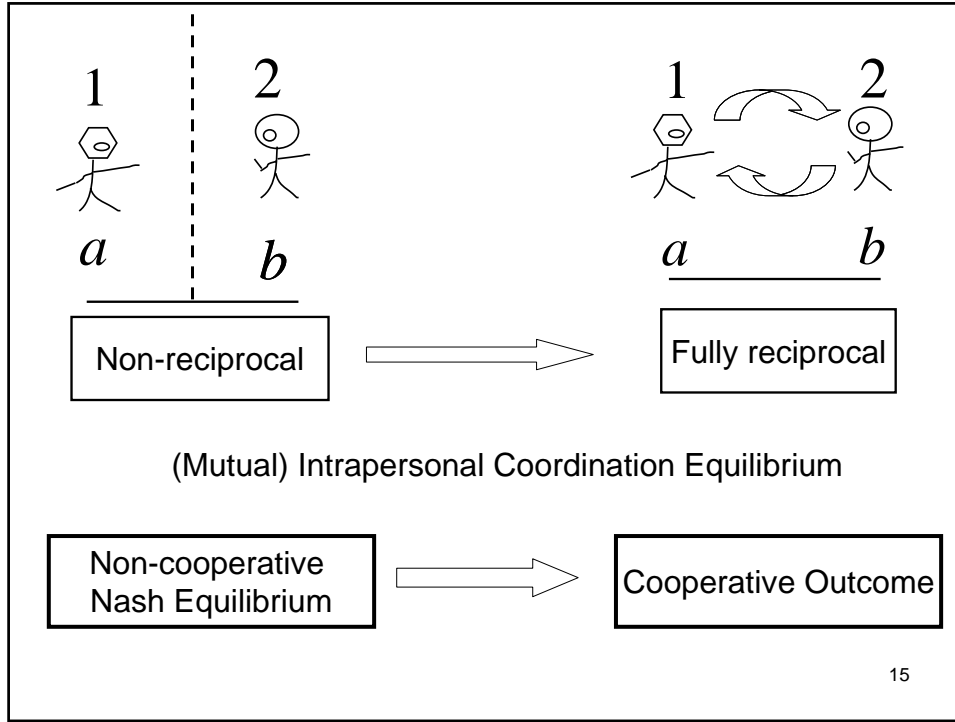 1 2
a b
Non-reciprocal
1 2
a b
Fully reciprocal
(Mutual) Intrapersonal Coordination Equilibrium
Non-cooperative
Nash Equilibrium
Cooperative Outcome
15